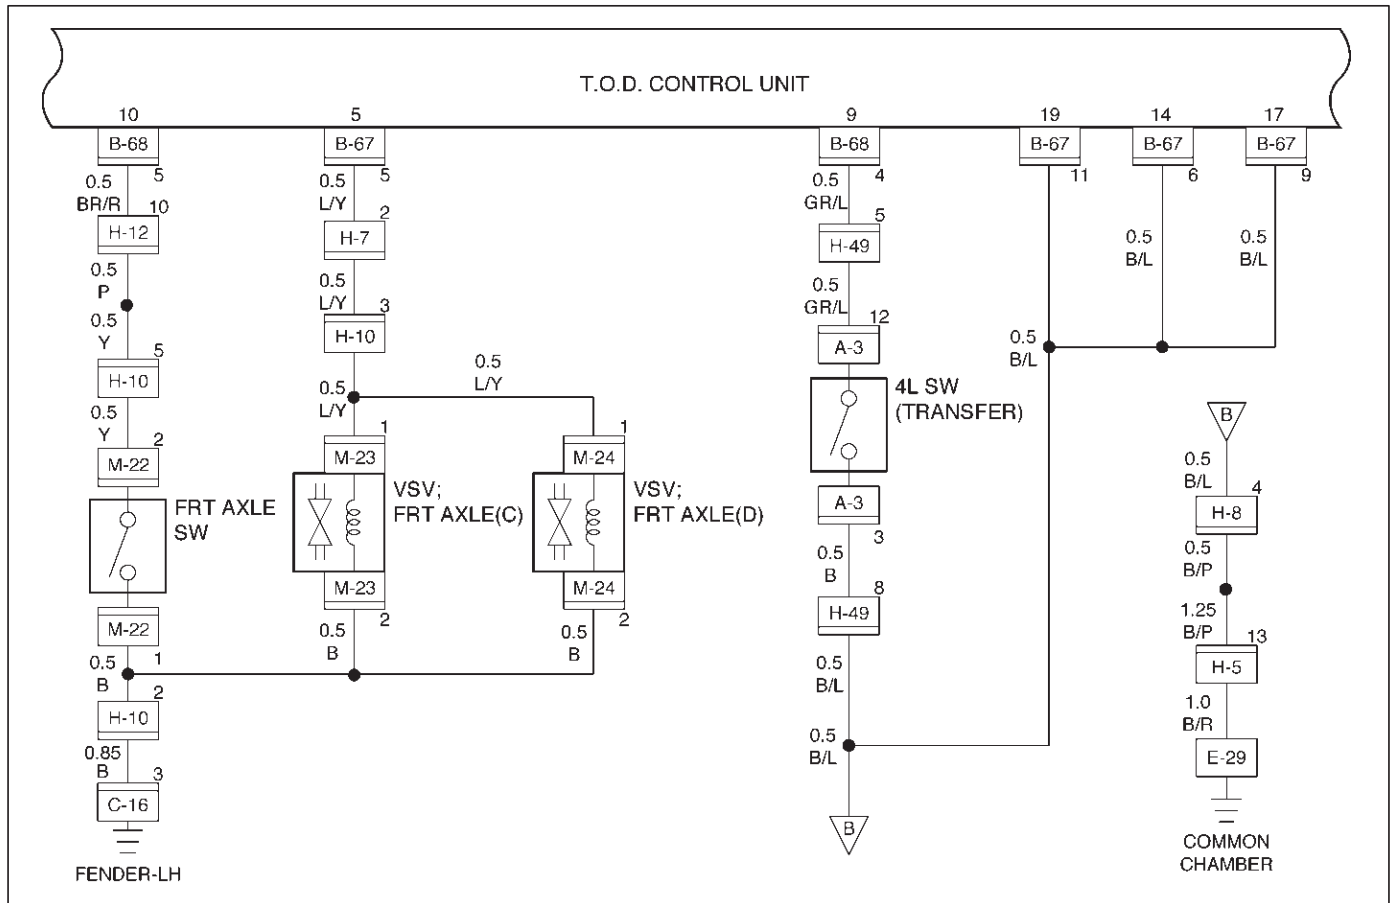 T.O.D. CONTROL UNIT
10
5
9
19
14
17
B-68
B-67
B-68
B-67
B-67
B-67
5
5
4
11
6
9
0.5
BR/R
10
H-12
0.5
P
0.5
Y
5
H-10
0.5
Y
2
M-22
FRT AXLE
SW
M-22
1
0.5
B
2
H-10
0.85
B
3
C-16
FENDER-LH
0.5
L/Y
2
H-7
0.5
L/Y
3
H-10
0.5
L/Y
0.5
L/Y
1
M-23
VSV;
FRT AXLE(C)
M-23
2
0.5
B
1
M-24
VSV;
FRT AXLE(D)
M-24
2
0.5
B
0.5
GR/L
5
H-49
0.5
GR/L
12
A-3
4L SW
(TRANSFER)
A-3
3
0.5
B
8
H-49
0.5
B/L
0.5
B/L
B
0.5
B/L
0.5
B/L
0.5
B/L
B
0.5
B/L
4
H-8
0.5
B/P
1.25
B/P
13
H-5
1.0
B/R
E-29
COMMON
CHAMBER